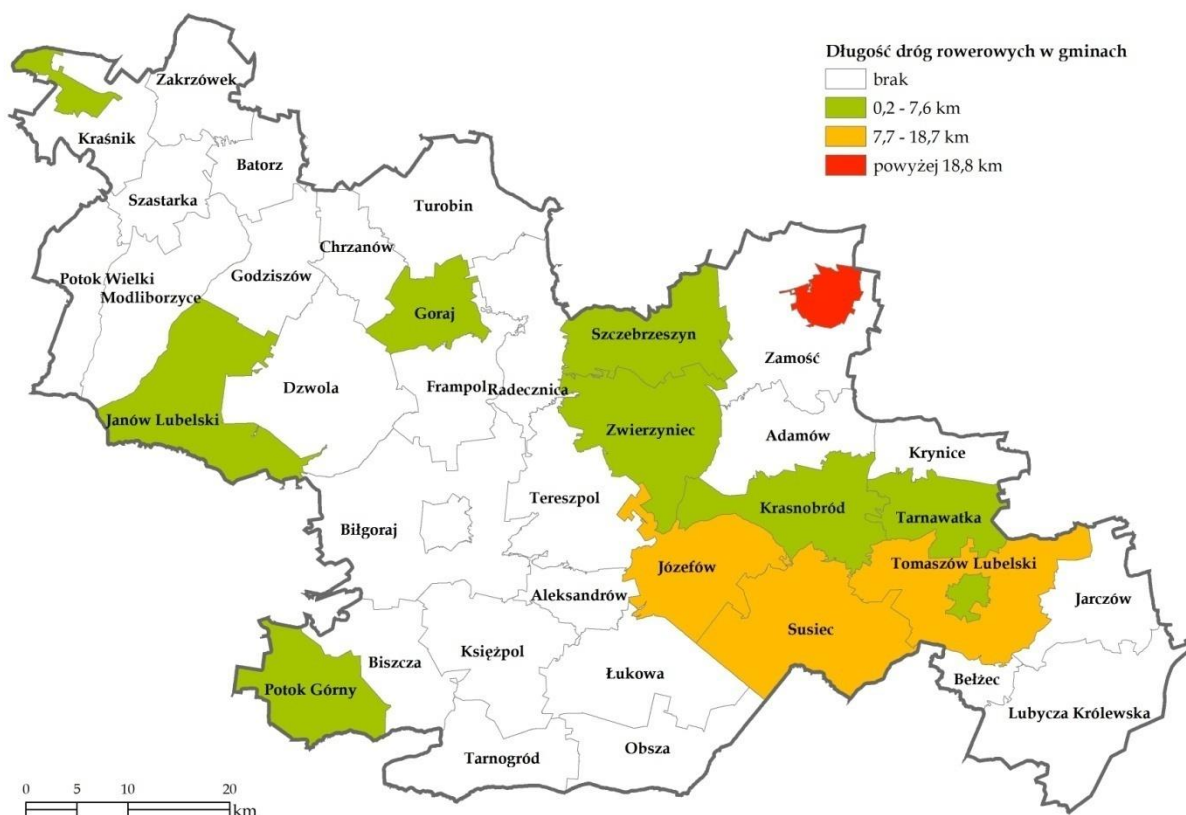 Długość dróg rowerowych w gminach
brak
0,2 - 7,6 km
7,7 - 18,7 km
powyżej 18,8 km
Zakrzówek
Kraśnik
Batorz
Szastarka
Turobin
Chrzanów
Potok Wielki
Godziszów
Modliborzyce
Goraj
Szczebrzeszyn
Zamość
Dzwola
Frampol
Radecznica
Janów Lubelski
Zwierzyniec
Adamów
Krynice
Tereszpol
Krasnobród
Tarnawatka
Biłgoraj
Józefów
Tomaszów Lubelski
Aleksandrów
Jarczów
Susiec
Księżpol
Biszcza
Łukowa
Bełżec
Potok Górny
Lubycza Królewska
Obsza
Tarnogród
0 5 10 20
km